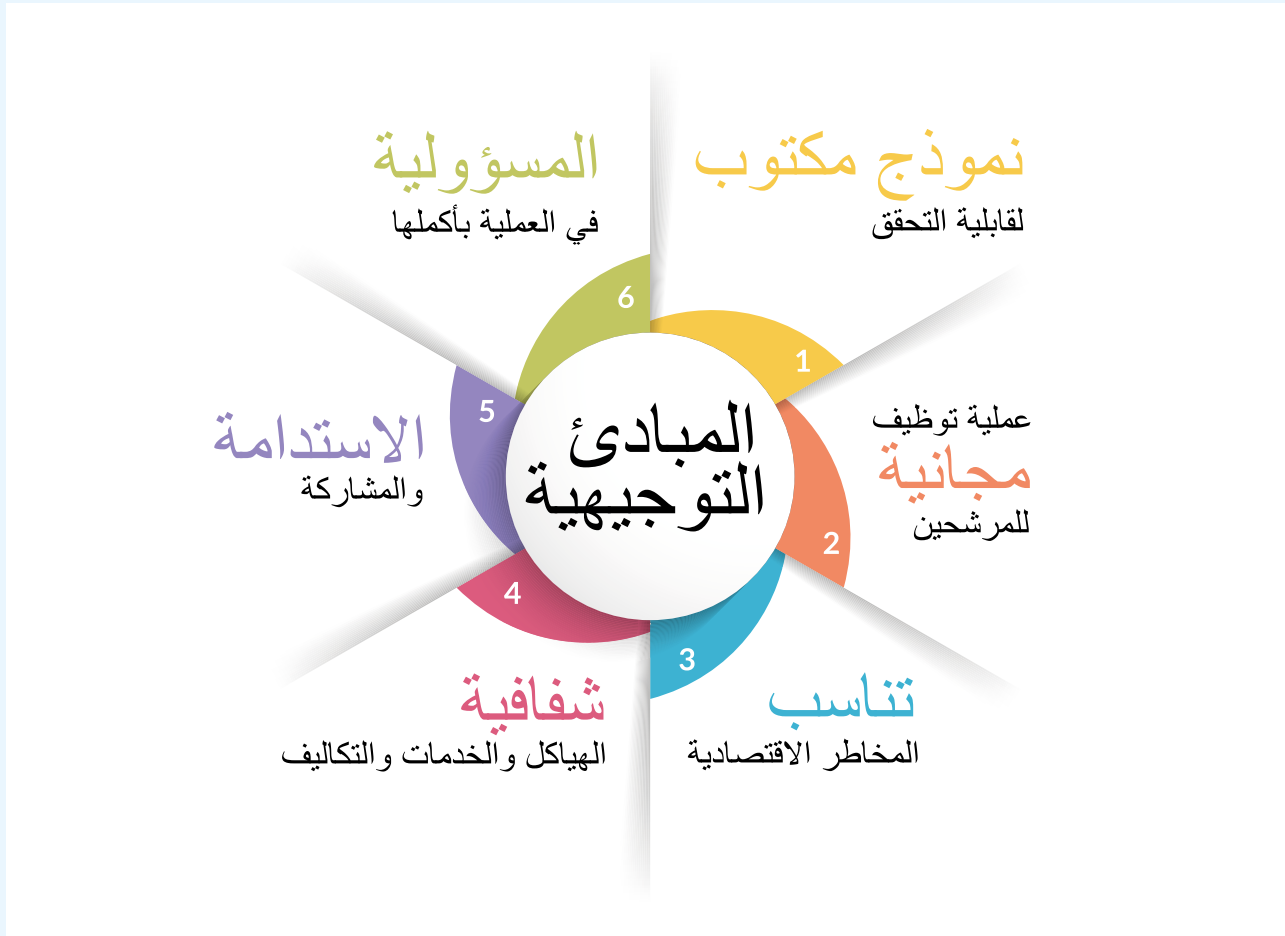 المبادئ
التوجيهية
1
نموذج مكتوب
لقابلية التحقق
2
عملية توظيف
مجانية
للمرشحين
3
تناسب
المخاطر الاقتصادية
4
شفافية
الهياكل والخدمات والتكاليف
5
الاستدامة
والمشاركة
6
المسؤولية
في العملية بأكملها